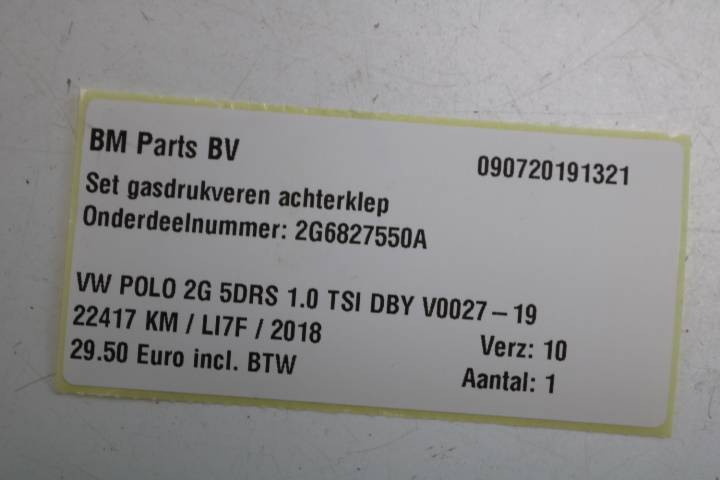 BM Parts BV 090720191321
Set gasdrukveren achterklep
Onderdeelnummer: 2G6827550A
VW POLO 2G 5DRS 1.0 TSI DBY V0027-19
22417 KM / LI7F / 2018 Verz: 10
29.50 Euro incl. BTW Aantal: 1